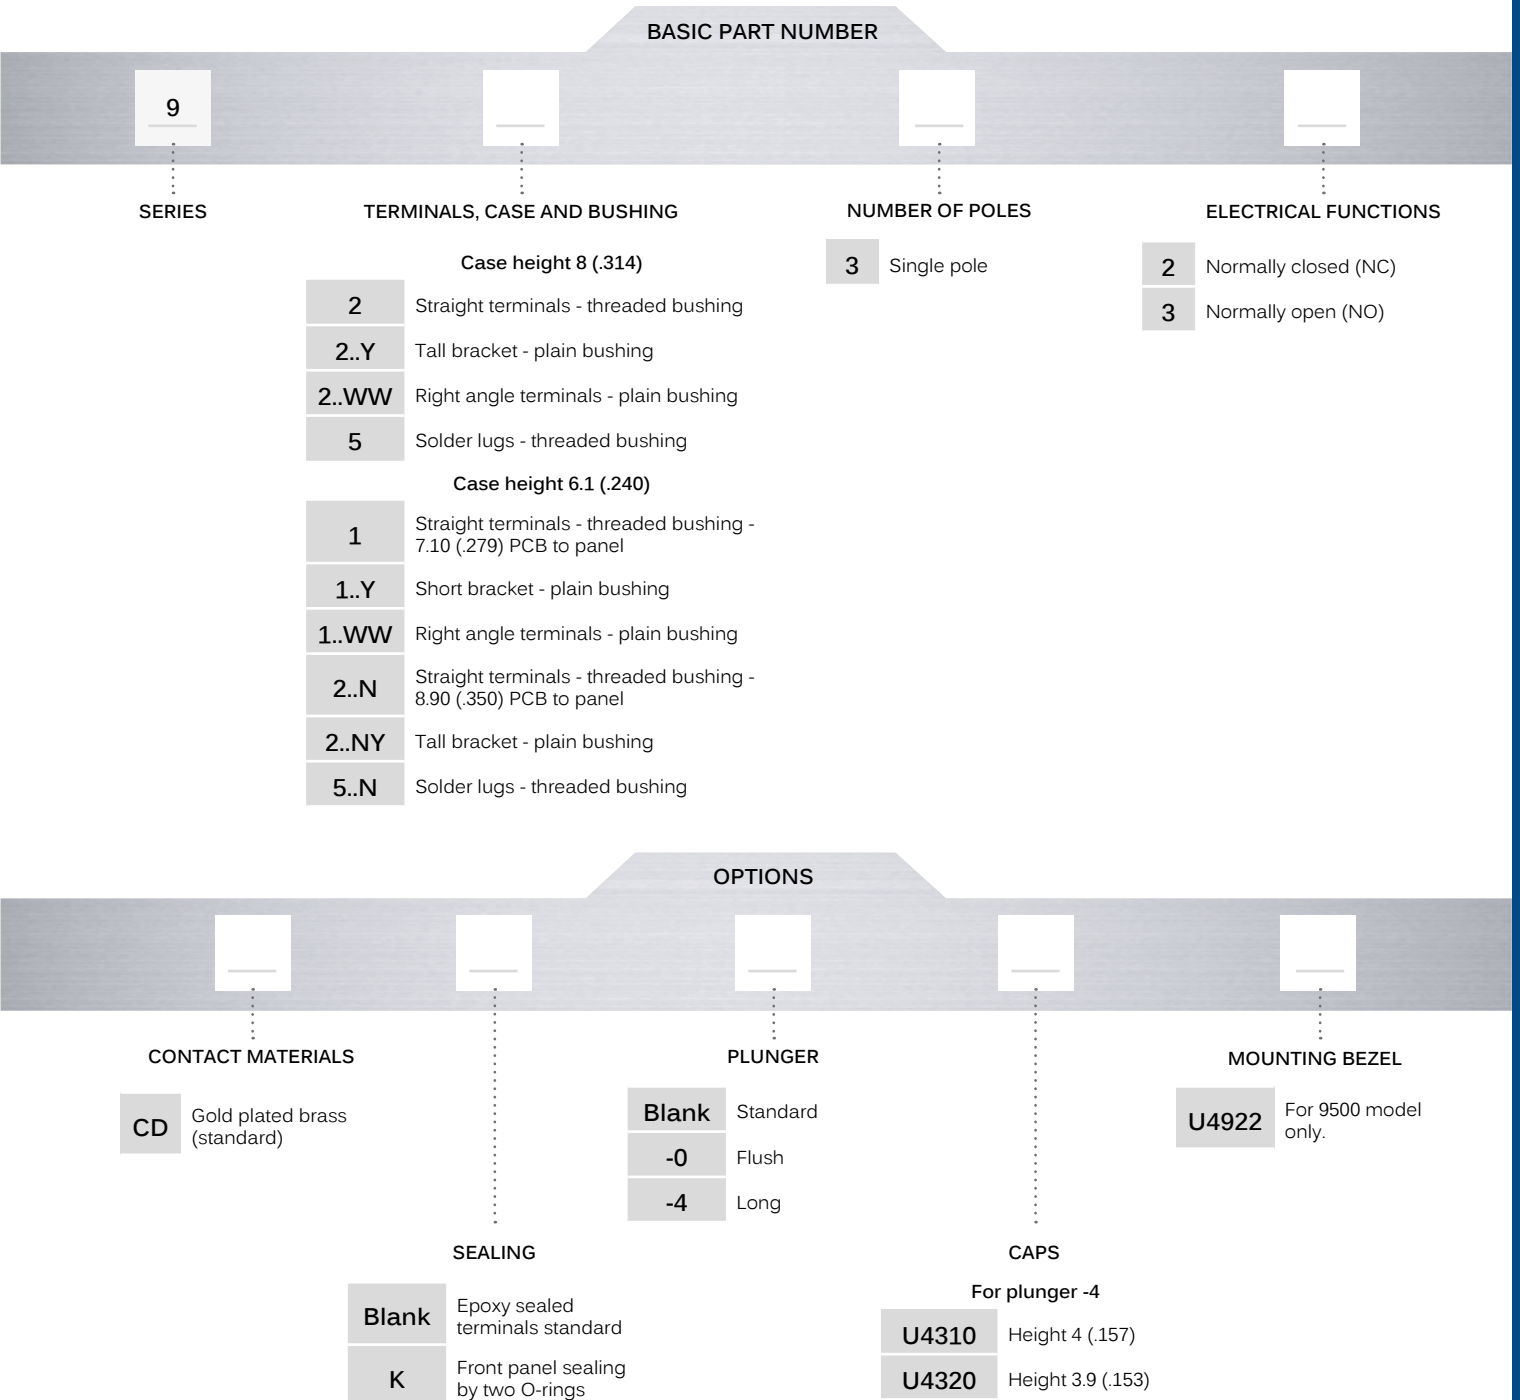 BASIC PART NUMBER
9
SERIES
TERMINALS, CASE AND BUSHING
Case height 8 (.314)
2 Straight terminals - threaded bushing
2..Y Tall bracket - plain bushing
2..WW Right angle terminals - plain bushing
5 Solder lugs - threaded bushing
Case height 6.1 (.240)
1 Straight terminals - threaded bushing -
7.10 (.279) PCB to panel
1..Y Short bracket - plain bushing
1..WW Right angle terminals - plain bushing
2..N Straight terminals - threaded bushing -
8.90 (.350) PCB to panel
2..NY Tall bracket - plain bushing
5..N Solder lugs - threaded bushing
NUMBER OF POLES
3 Single pole
ELECTRICAL FUNCTIONS
2 Normally closed (NC)
3 Normally open (NO)
OPTIONS
CONTACT MATERIALS
CD Gold plated brass
(standard)
SEALING
Blank Epoxy sealed
terminals standard
K Front panel sealing
by two O-rings
PLUNGER
Blank Standard
-0 Flush
-4 Long
CAPS
For plunger -4
U4310 Height 4 (.157)
U4320 Height 3.9 (.153)
MOUNTING BEZEL
U4922 For 9500 model
only.